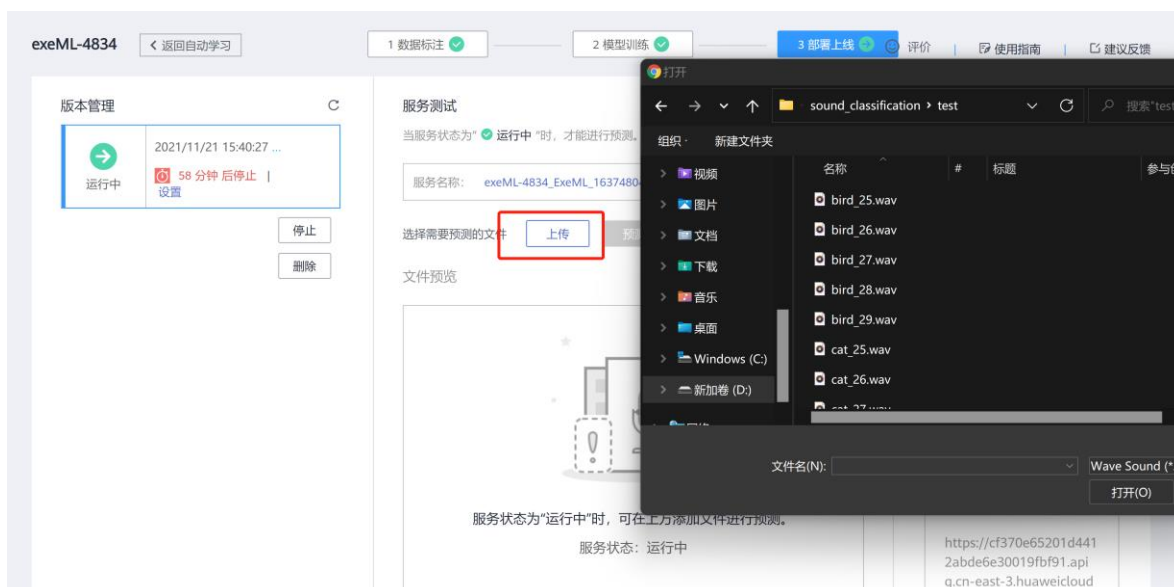 exeML-4834 返回自动学习 1 数据标注 2 模型训练 3 部署上线 评价 | 使用指南 | 建议反馈
版本管理
2021/11/21 15:40:27 ...
运行中
58 分钟 后停止 |
设置
停止
删除
服务测试
当服务状态为“ 运行中 ”时，才能进行预测。
服务名称： exeML-4834_ExeML_1637480
选择需要预测的文件 上传
文件预览
服务状态为“运行中”时，可在上方添加文件进行预测。
服务状态：运行中
打开
sound_classification › test
搜索"test
组织 新建文件夹
视频
图片
文档
下载
音乐
桌面
Windows (C:)
新加卷 (D:)
名称 # 标题
bird_25.wav
bird_26.wav
bird_27.wav
bird_28.wav
bird_29.wav
cat_25.wav
cat_26.wav
文件名(N): Wave Sound (*
打开(O)
https://cf370e65201d441
2abde6e30019fbf91.api
g.cn-east-3.huaweicloud